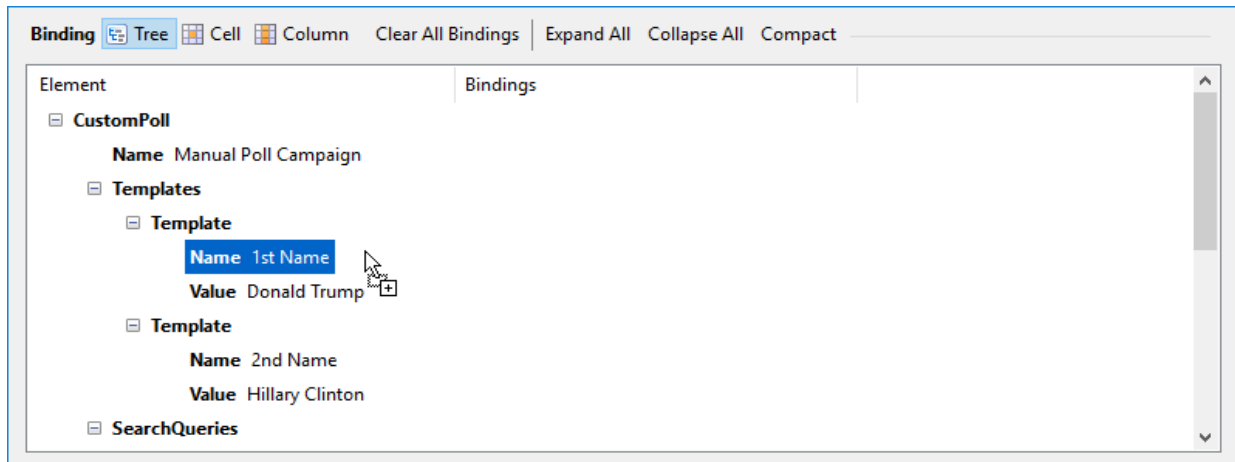 Binding Tree Cell Column Clear All Bindings Expand All Collapse All Compact
Element Bindings
CustomPoll
Name Manual Poll Campaign
Templates
Template
Name 1st Name
Value Donald Trump
Template
Name 2nd Name
Value Hillary Clinton
SearchQueries